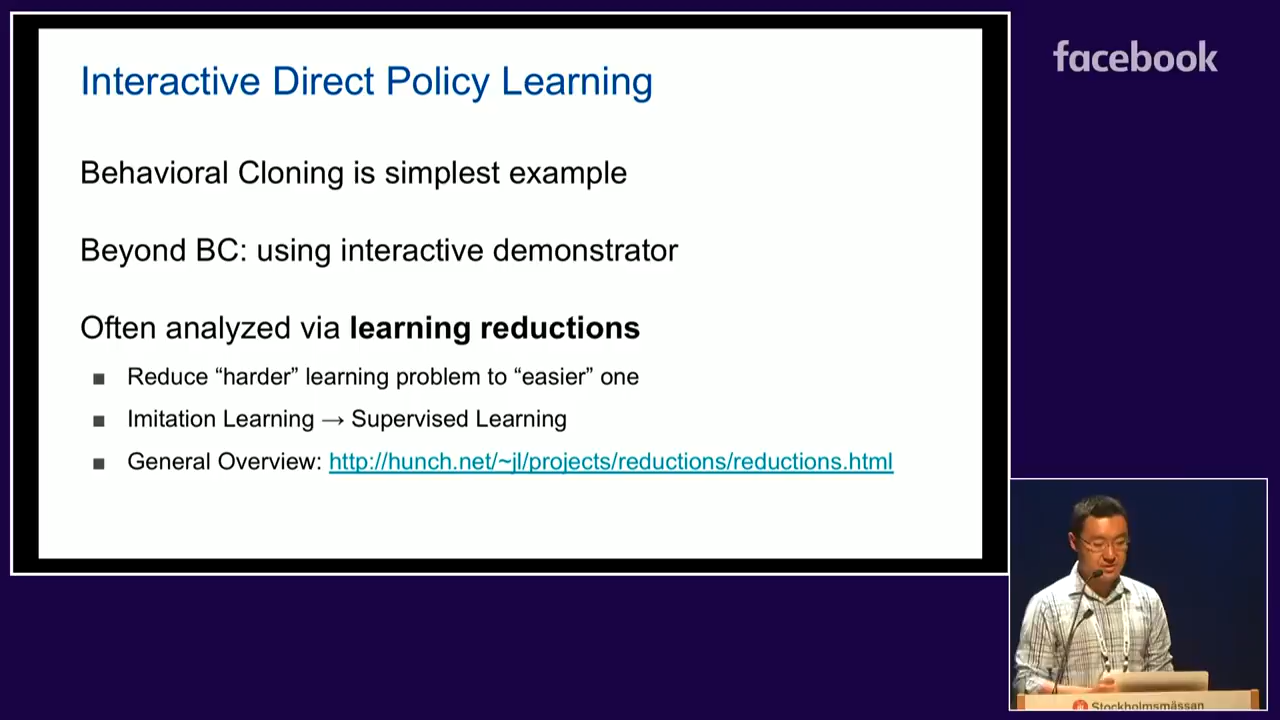 Interactive Direct Policy Learning
facebook
Behavioral Cloning is simplest example
Beyond BC: using interactive demonstrator
Often analyzed via learning reductions
■ Reduce “harder” learning problem to “easier” one
■ Imitation Learning → Supervised Learning
■ General Overview: http://hunch.net/~jl/projects/reductions/reductions.html
Stockholmsmässan